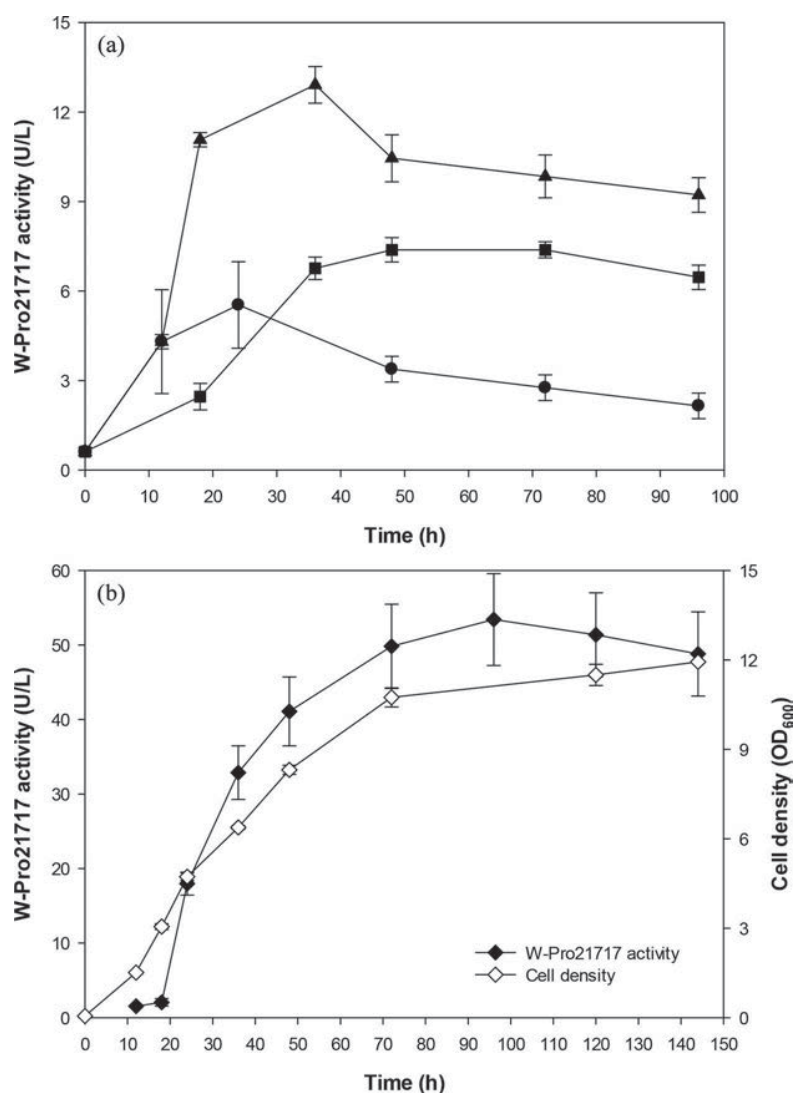 (a)
W-Pro21717 activity (U/L)
15
12
9
6
3
0
0 10 20 30 40 50 60 70 80 90 100
Time (h)
(b)
W-Pro21717 activity (U/L)
60
50
40
30
20
10
0
15
12
9
6
3
0
Cell density (OD600)
W-Pro21717 activity
Cell density
0 10 20 30 40 50 60 70 80 90 100 110 120 130 140 150
Time (h)